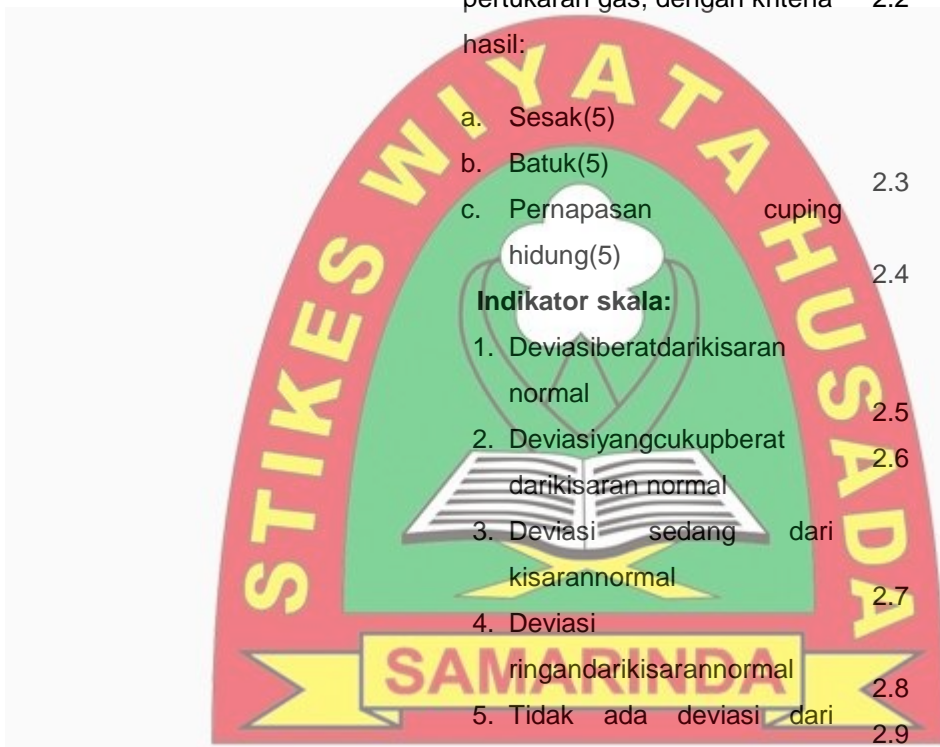 pertukaran gas, dengan kriteria 2.2
hasil:
a. Sesak(5)
b. Batuk(5)
2.3
c. Pernapasan cuping
hidung(5)
2.4
Indikator skala:
1. Deviasiberatdarikisaran
normal
2.5
2. Deviasiyangcukupberat
2.6
darikisaran normal
3. Deviasi sedang dari
kisarannormal
2.7
4. Deviasi
ringandarikisarannormal
2.8
5. Tidak ada deviasi dari
2.9
STIKES WIYATA HUSADA
SAMARINDA